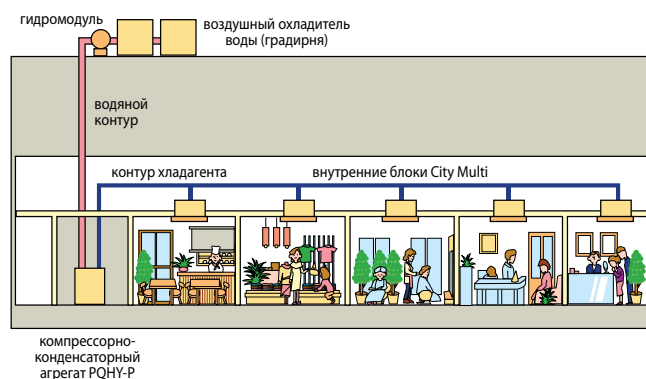 гидромодуль
воздушный охладитель
воды (градирня)
водяной
контур
контур хладагента
внутренние блоки City Multi
компрессорно-
конденсаторный
агрегат PQHY-P